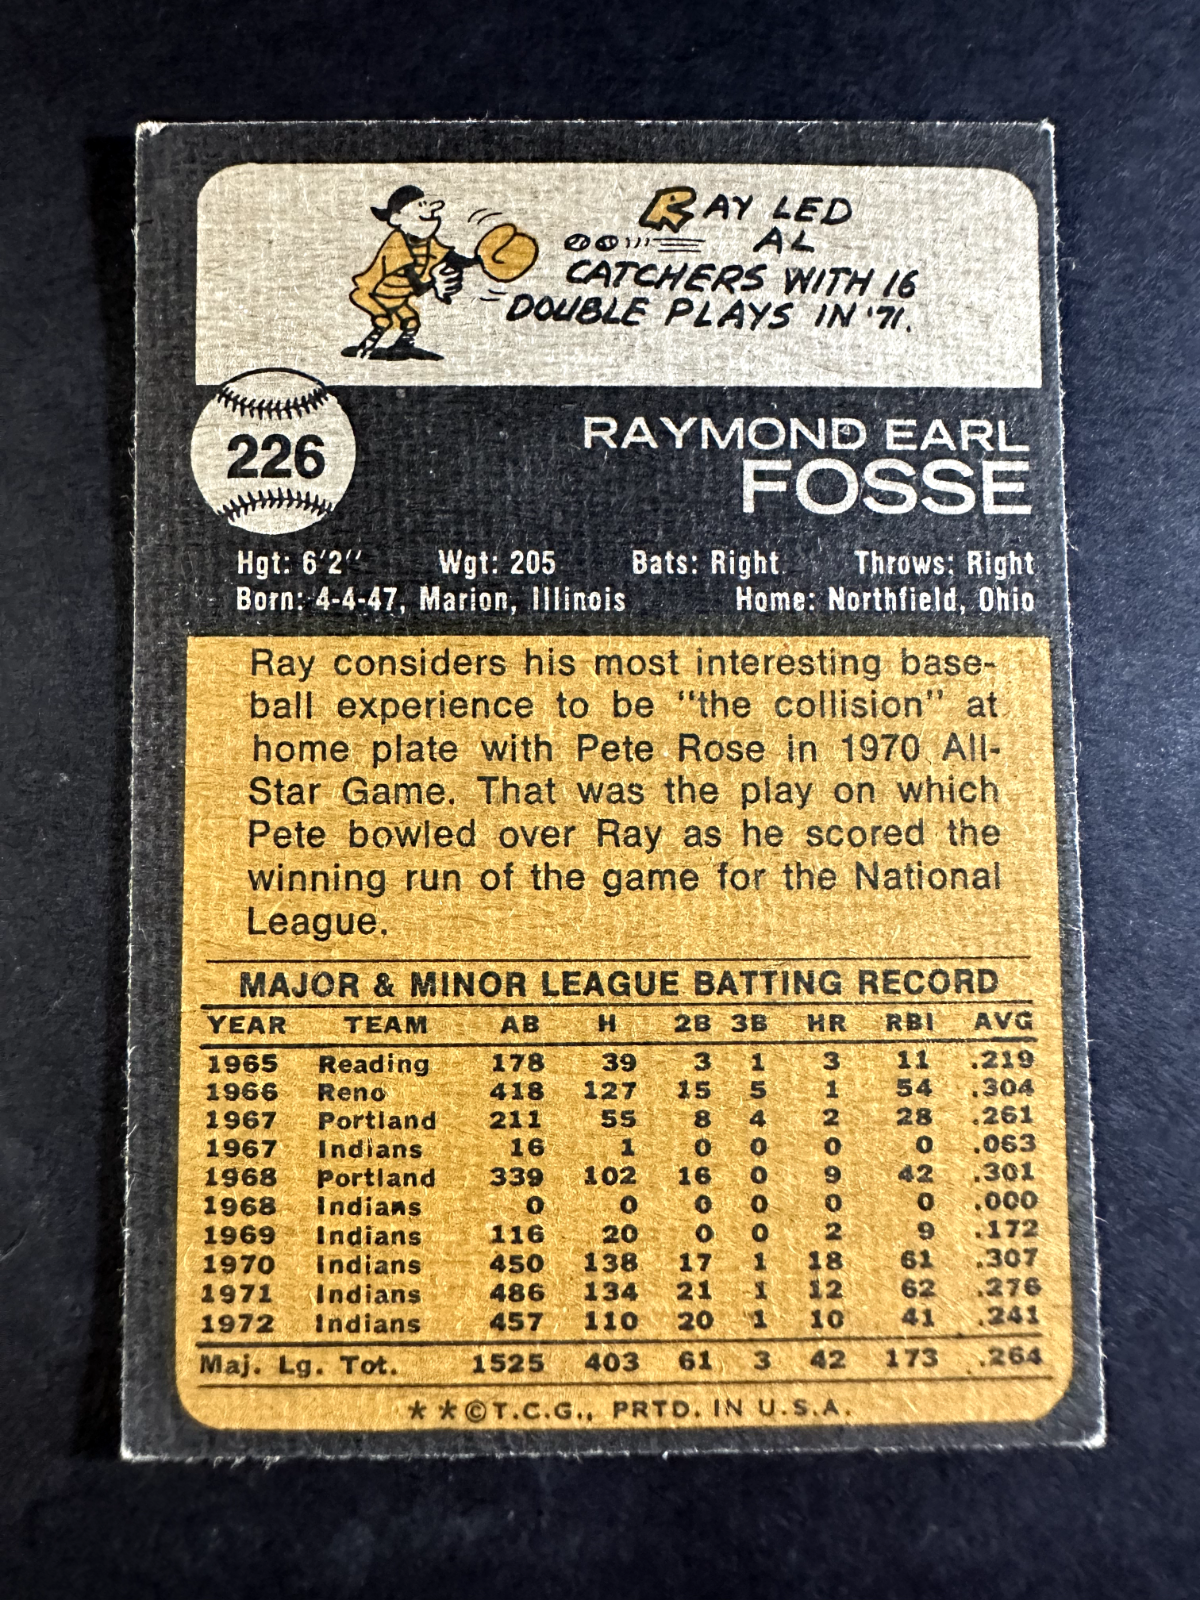 RAY LED
AL
CATCHERS WITH 16
DOUBLE PLAYS IN '71.
226
RAYMOND EARL
FOSSE
Hgt: 6'2" Wgt: 205 Bats: Right Throws: Right
Born: 4-4-47, Marion, Illinois Home: Northfield, Ohio
Ray considers his most interesting base-
ball experience to be "the collision" at
home plate with Pete Rose in 1970 All-
Star Game. That was the play on which
Pete bowled over Ray as he scored the
winning run of the game for the National
League.
MAJOR & MINOR LEAGUE BATTING RECORD
YEAR TEAM AB H 2B 3B HR RBI AVG
1965 Reading 178 39 3 1 3 11 .219
1966 Reno 418 127 15 5 1 54 .304
1967 Portland 211 55 8 4 2 28 .261
1967 Indians 16 1 0 0 0 0 .063
1968 Portland 339 102 16 0 9 42 .301
1968 Indians 0 0 0 0 0 0 .000
1969 Indians 116 20 0 0 2 9 .172
1970 Indians 450 138 17 1 18 61 .307
1971 Indians 486 134 21 1 12 62 .276
1972 Indians 457 110 20 1 10 41 .241
Maj. Lg. Tot. 1525 403 61 3 42 173 .264
**©T.C.G., PRTD. IN U.S.A.